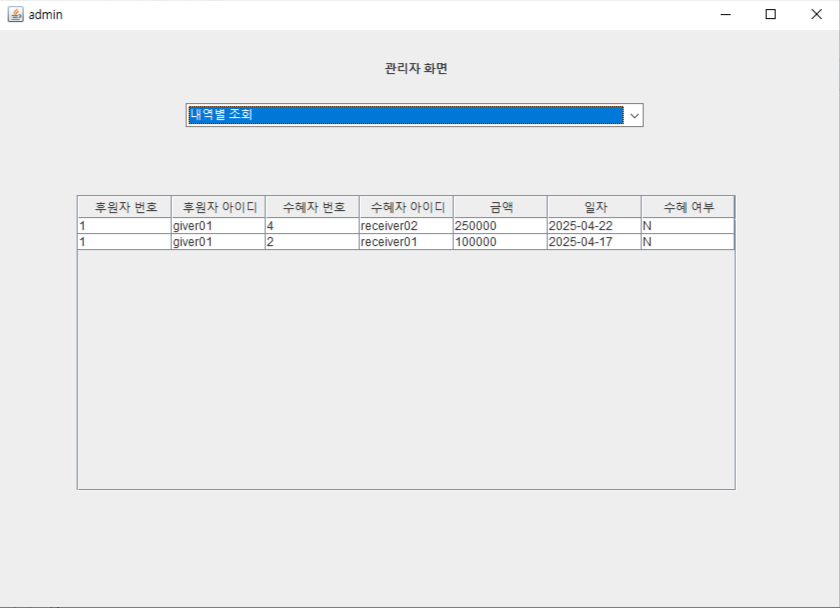 admin
관리자 화면
내역별 조회
후원자 번호 후원자 아이디 수혜자 번호 수혜자 아이디 금액 일자 수혜 여부
1 giver01 4 receiver02 250000 2025-04-22 N
1 giver01 2 receiver01 100000 2025-04-17 N